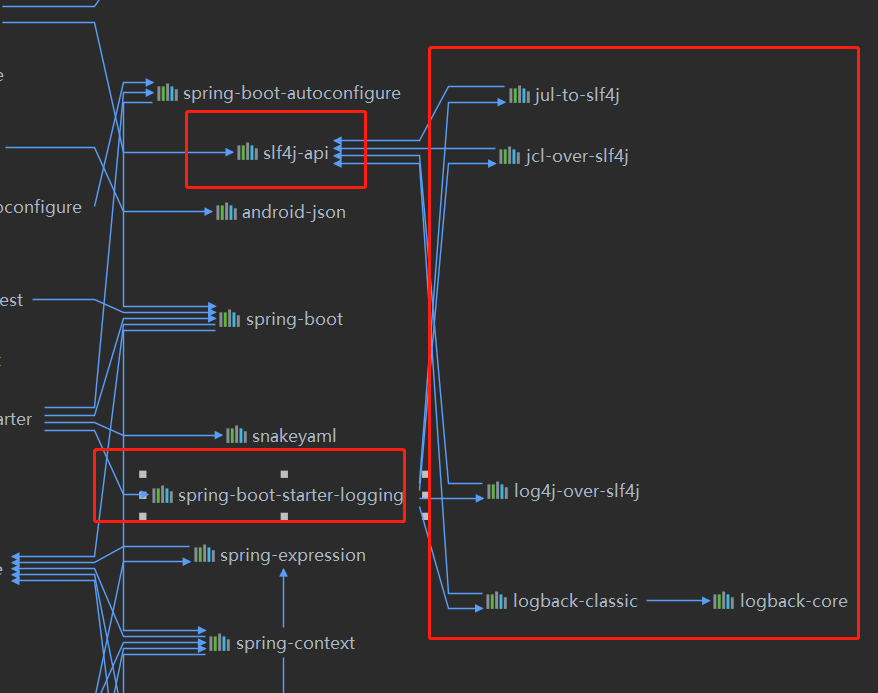 spring-boot-autoconfigure
jul-to-slf4j
slf4j-api
jcl-over-slf4j
oconfigure
android-json
est
spring-boot
arter
snakeyaml
spring-boot-starter-logging
log4j-over-slf4j
spring-expression
logback-classic
logback-core
spring-context